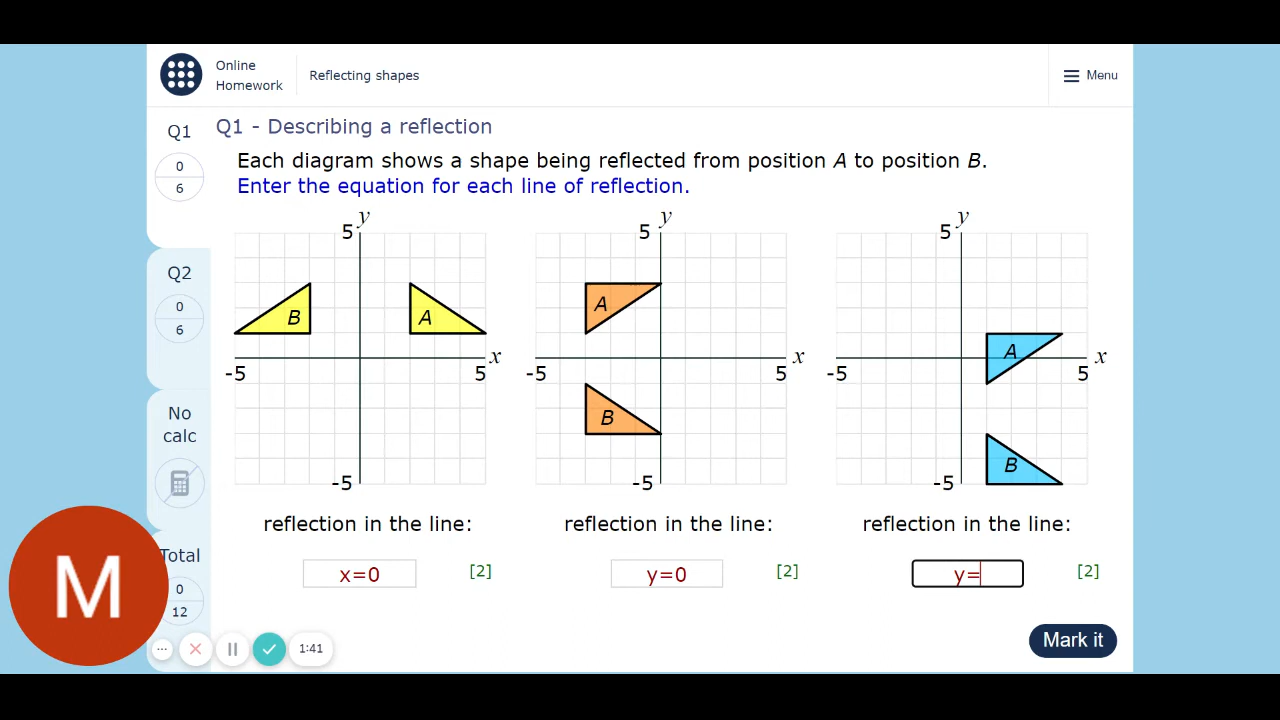 Online
Homework
Reflecting shapes
Menu
Q1
0
6
Q1 - Describing a reflection
Each diagram shows a shape being reflected from position A to position B.
Enter the equation for each line of reflection.
Q2
0
6
No
calc
Total
0
12
y
5
B
A
x
-5
5
-5
y
5
A
x
-5
5
B
-5
y
5
A
x
-5
5
B
-5
reflection in the line:
reflection in the line:
reflection in the line:
x=0 [2]
y=0 [2]
y= [2]
M
1:41
Mark it